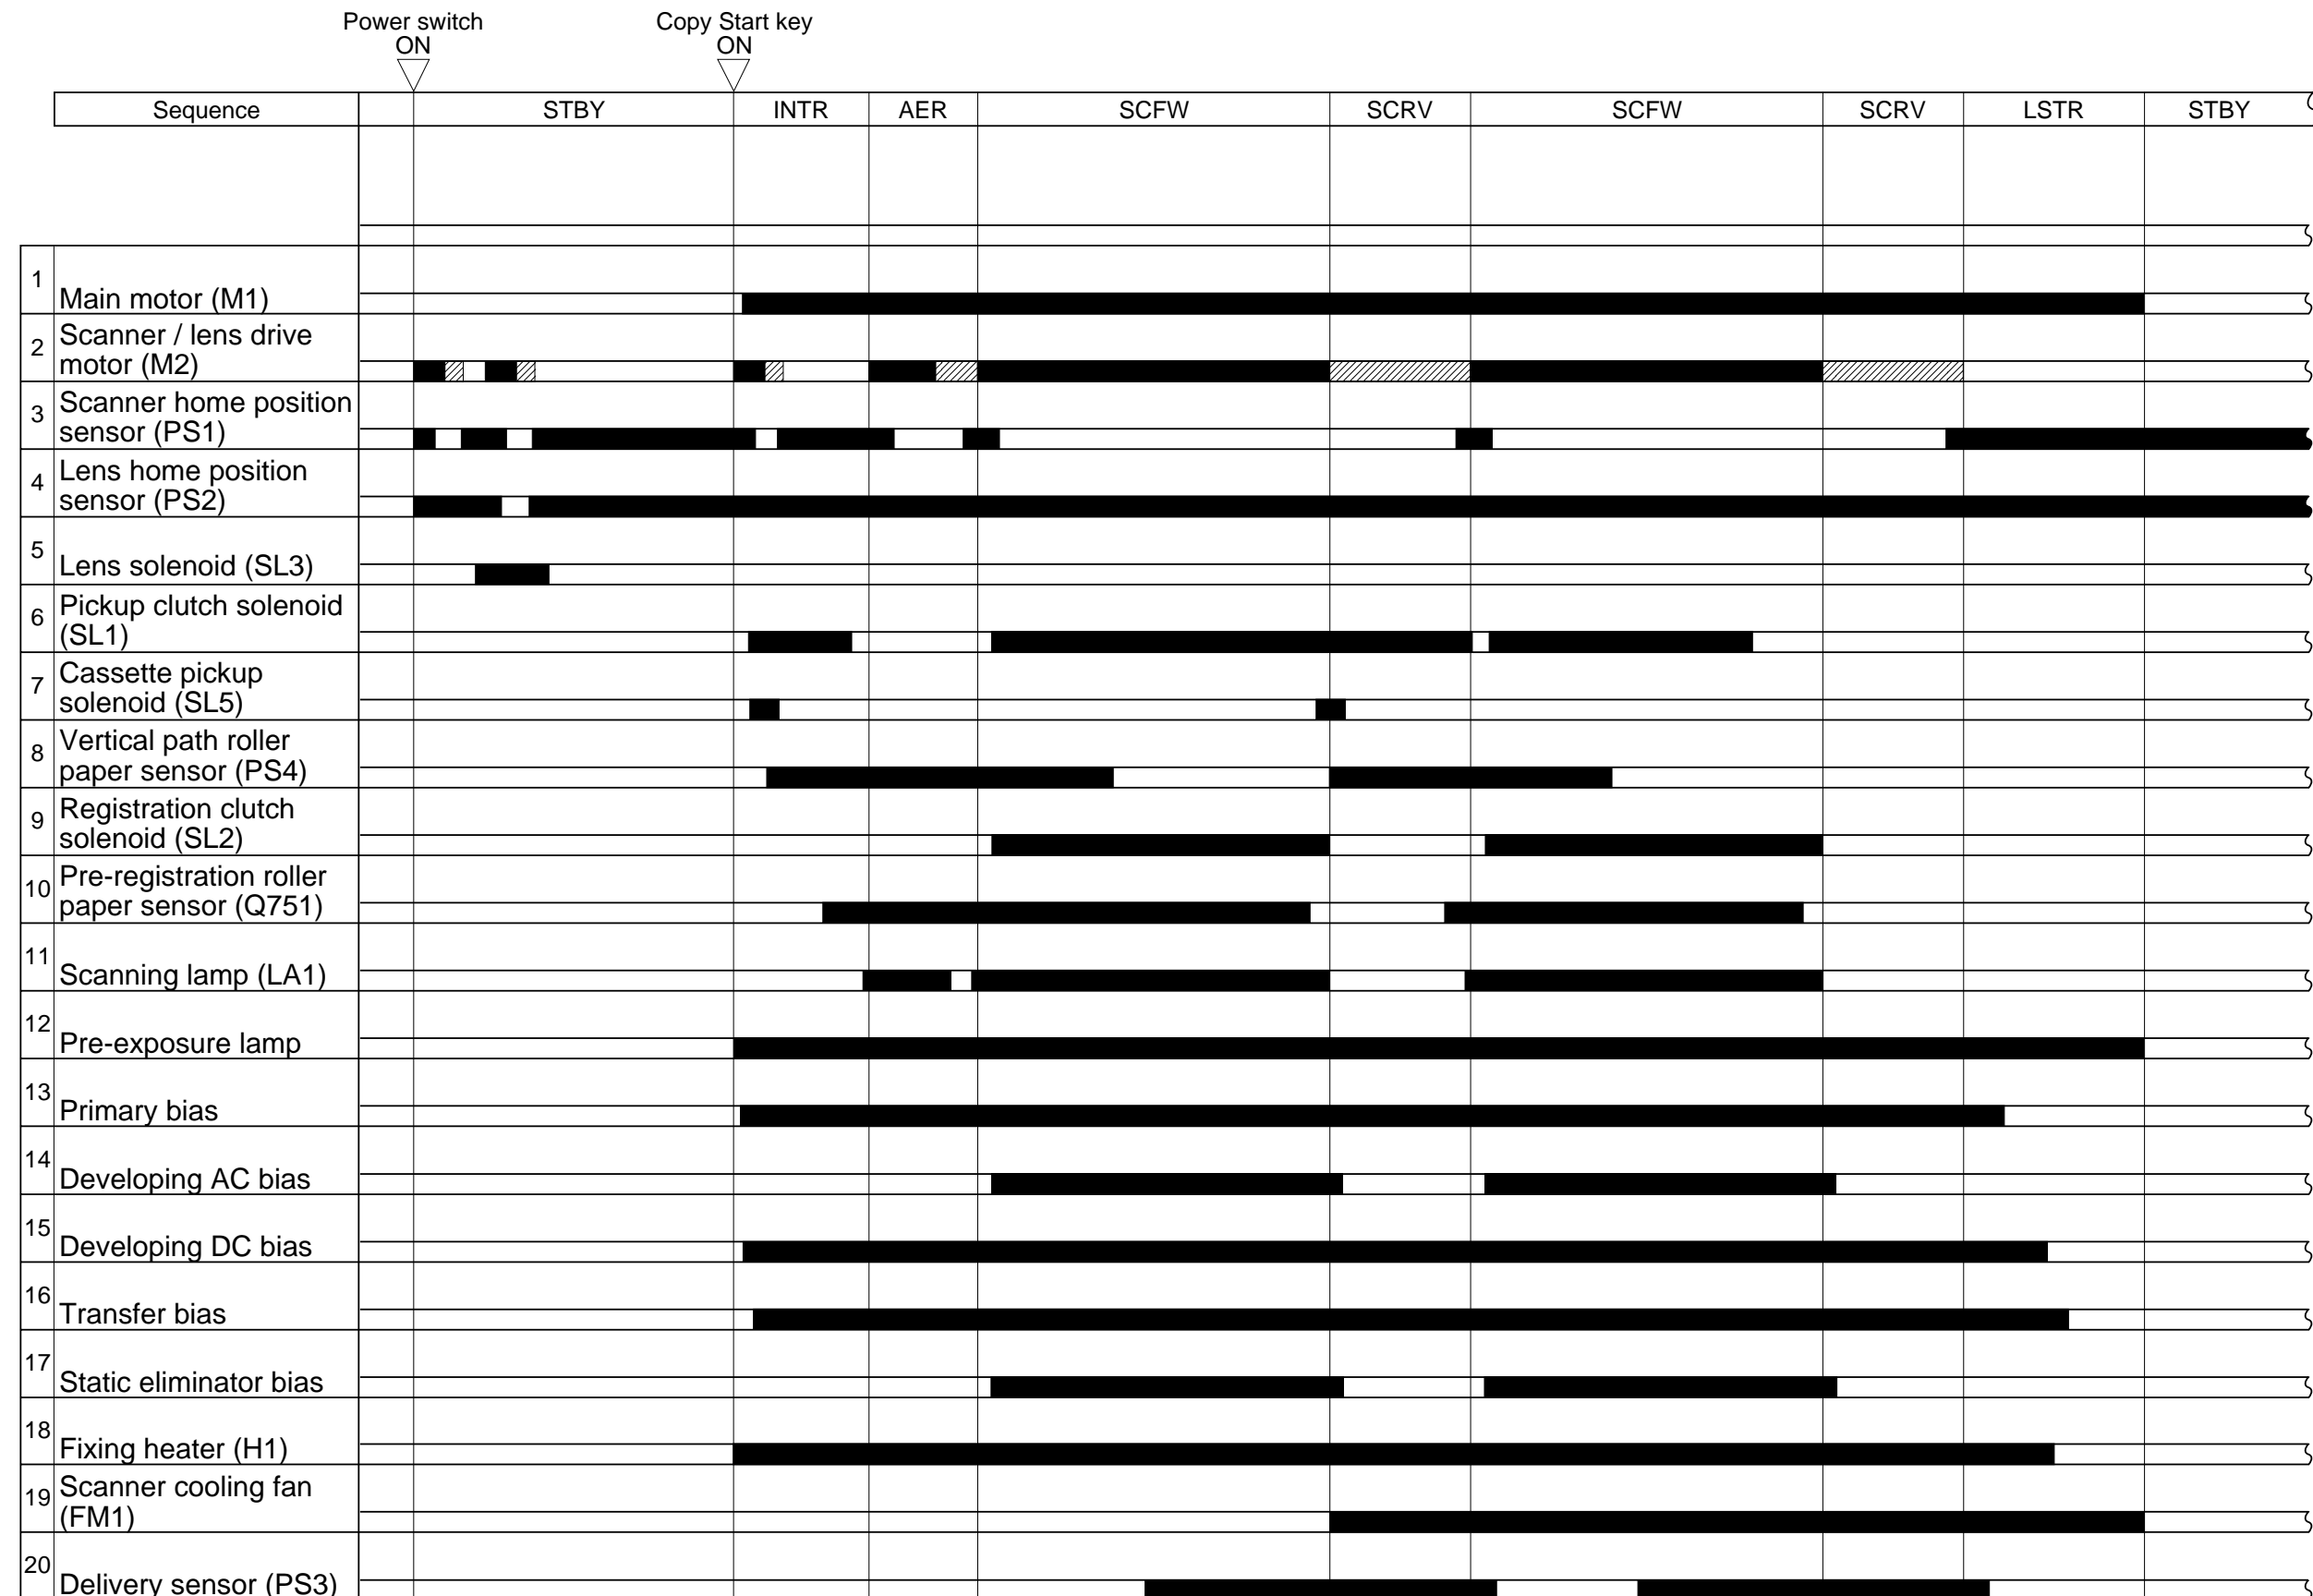 Power switch
ON
Copy Start key
ON
Sequence STBY INTR AER SCFW SCRV SCFW SCRV LSTR STBY
1 Main motor (M1)
2 Scanner / lens drive
motor (M2)
3 Scanner home position
sensor (PS1)
4 Lens home position
sensor (PS2)
5 Lens solenoid (SL3)
6 Pickup clutch solenoid
(SL1)
7 Cassette pickup
solenoid (SL5)
8 Vertical path roller
paper sensor (PS4)
9 Registration clutch
solenoid (SL2)
10 Pre-registration roller
paper sensor (Q751)
11 Scanning lamp (LA1)
12 Pre-exposure lamp
13 Primary bias
14 Developing AC bias
15 Developing DC bias
16 Transfer bias
17 Static eliminator bias
18 Fixing heater (H1)
19 Scanner cooling fan
(FM1)
20 Delivery sensor (PS3)